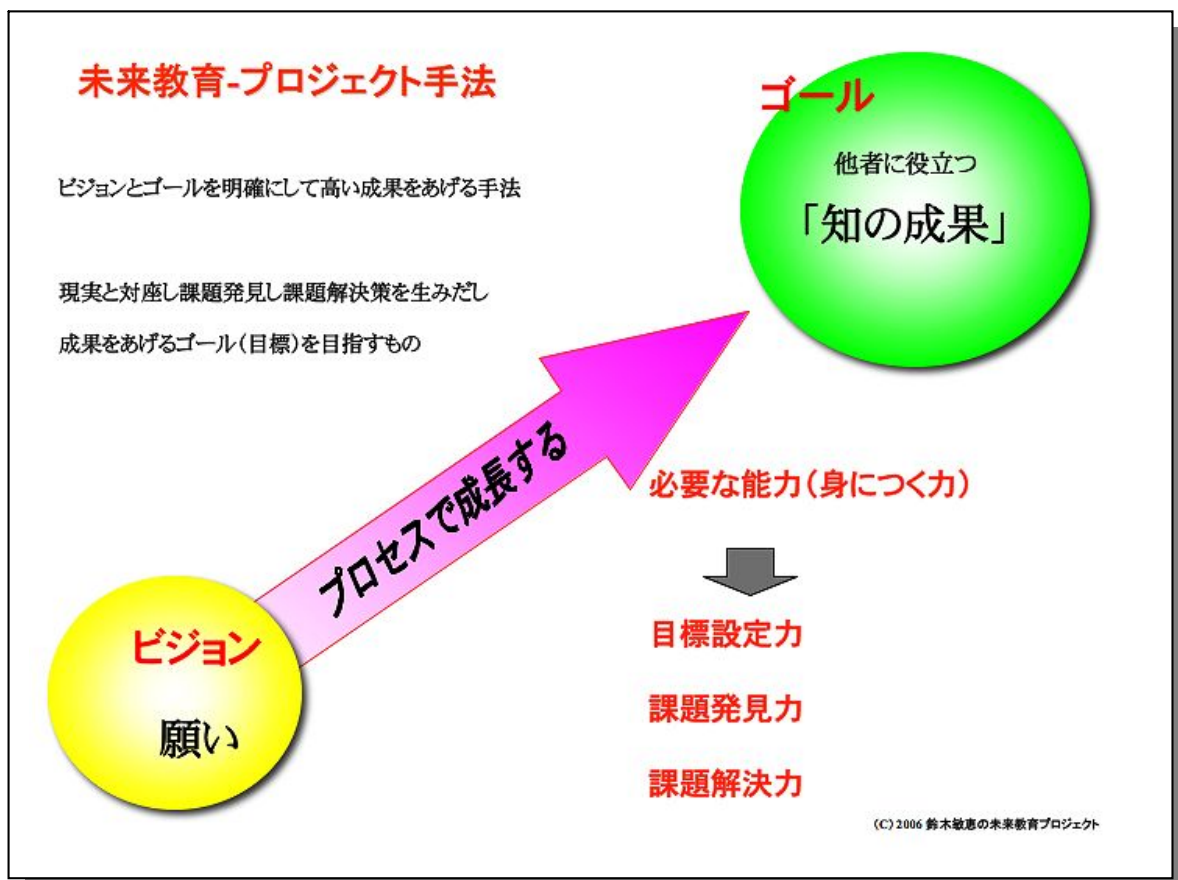 未来教育-プロジェクト手法
ビジョンとゴールを明確にして高い成果をあげる手法
現実と対座し課題発見し課題解決策を生みだし
成果をあげるゴール(目標)を目指すもの
ゴール
他者に役立つ
「知の成果」
プロセスで成長する
ビジョン
願い
必要な能力(身につく力)
目標設定力
課題発見力
課題解決力
(C) 2006 鈴木敏恵の未来教育プロジェクト